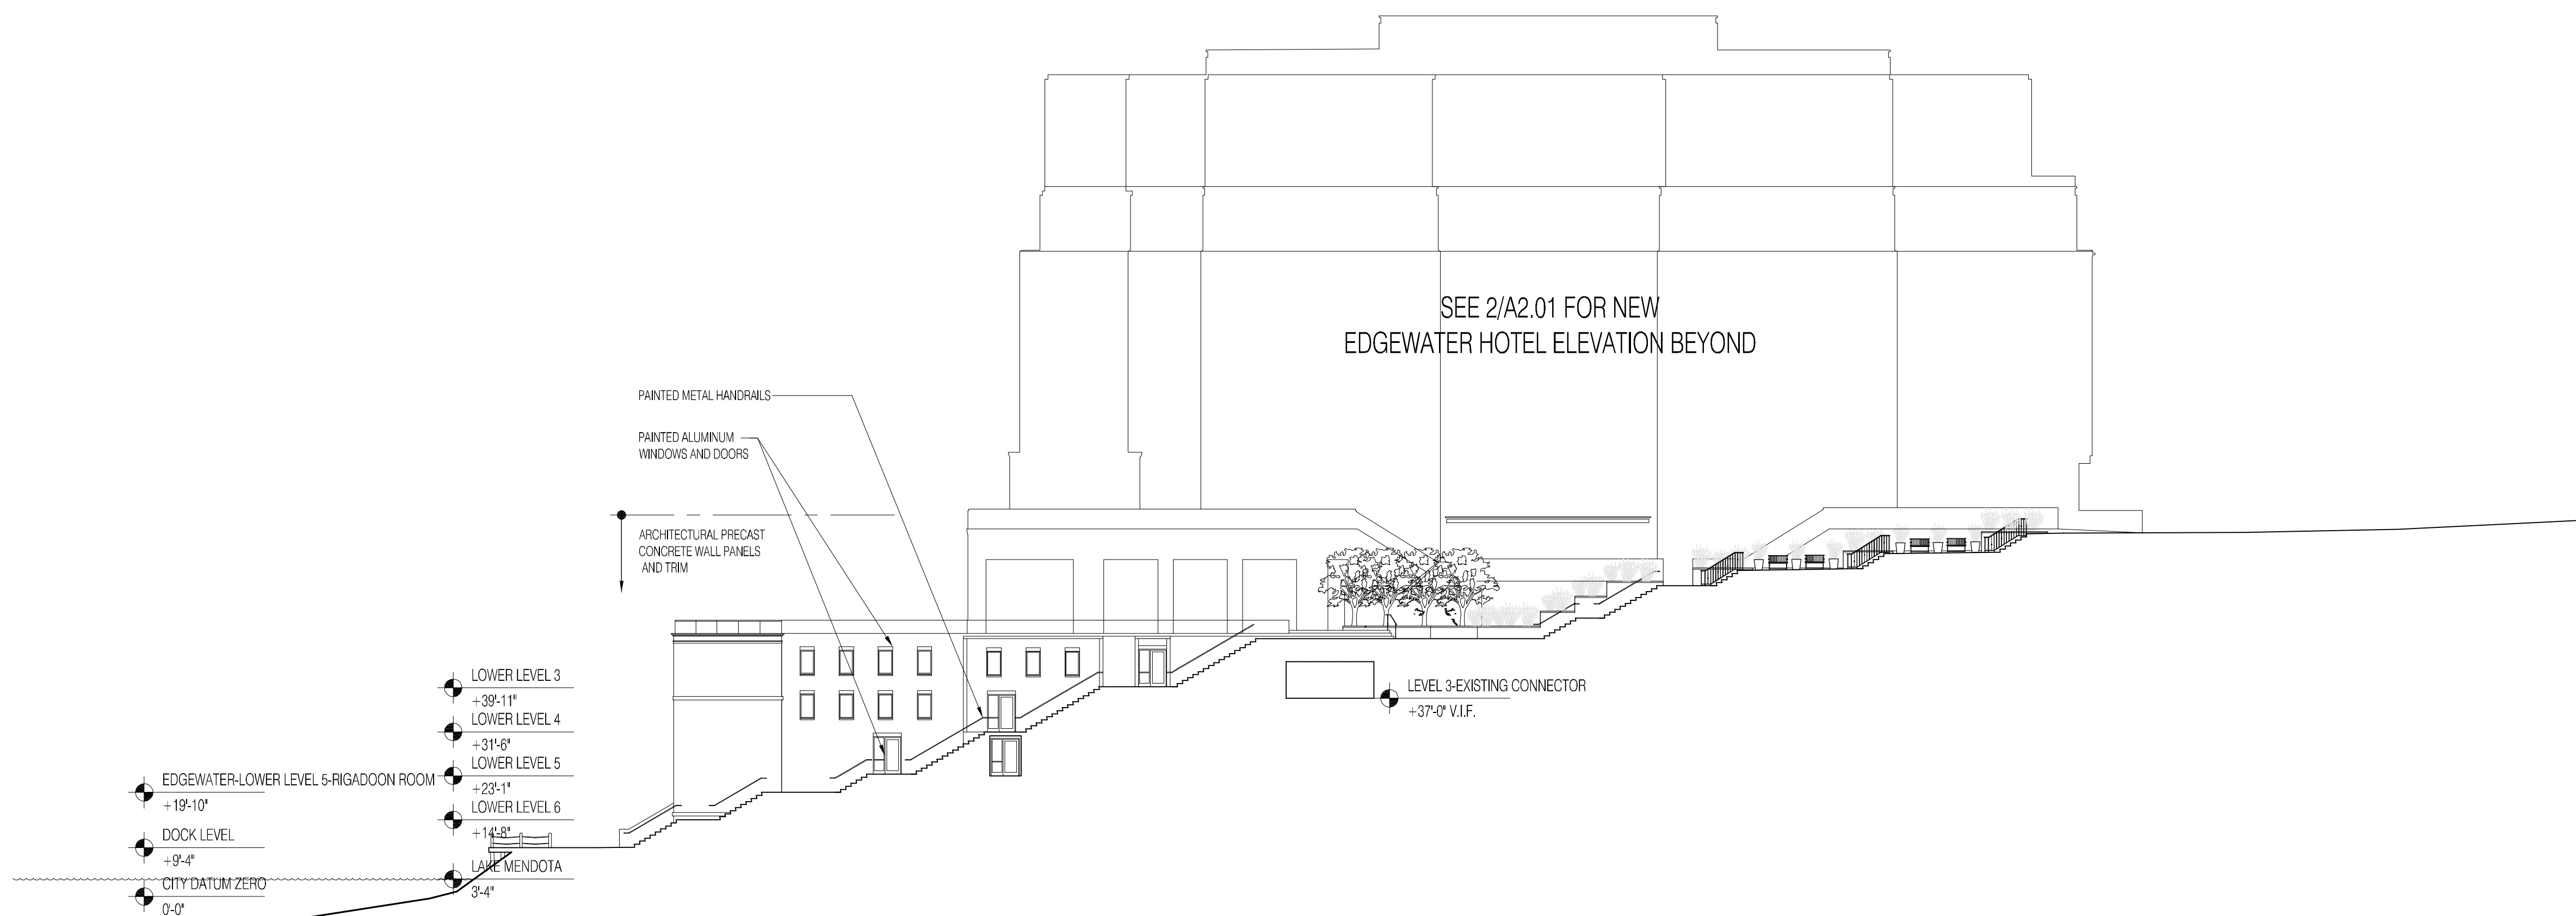 SEE 2/A2.01 FOR NEW
EDGEWATER HOTEL ELEVATION BEYOND
PAINTED METAL HANDRAILS
PAINTED ALUMINUM
WINDOWS AND DOORS
ARCHITECTURAL PRECAST
CONCRETE WALL PANELS
AND TRIM
LOWER LEVEL 3
+39'-11"
LOWER LEVEL 4
+31'-6"
LOWER LEVEL 5
+23'-1"
LOWER LEVEL 6
+14'-8"
LAKE MENDOTA
3'-4"
EDGEWATER-LOWER LEVEL 5-RIGADOON ROOM
+19'-10"
DOCK LEVEL
+9'-4"
CITY DATUM ZERO
0'-0"
LEVEL 3-EXISTING CONNECTOR
+37'-0" V.I.F.